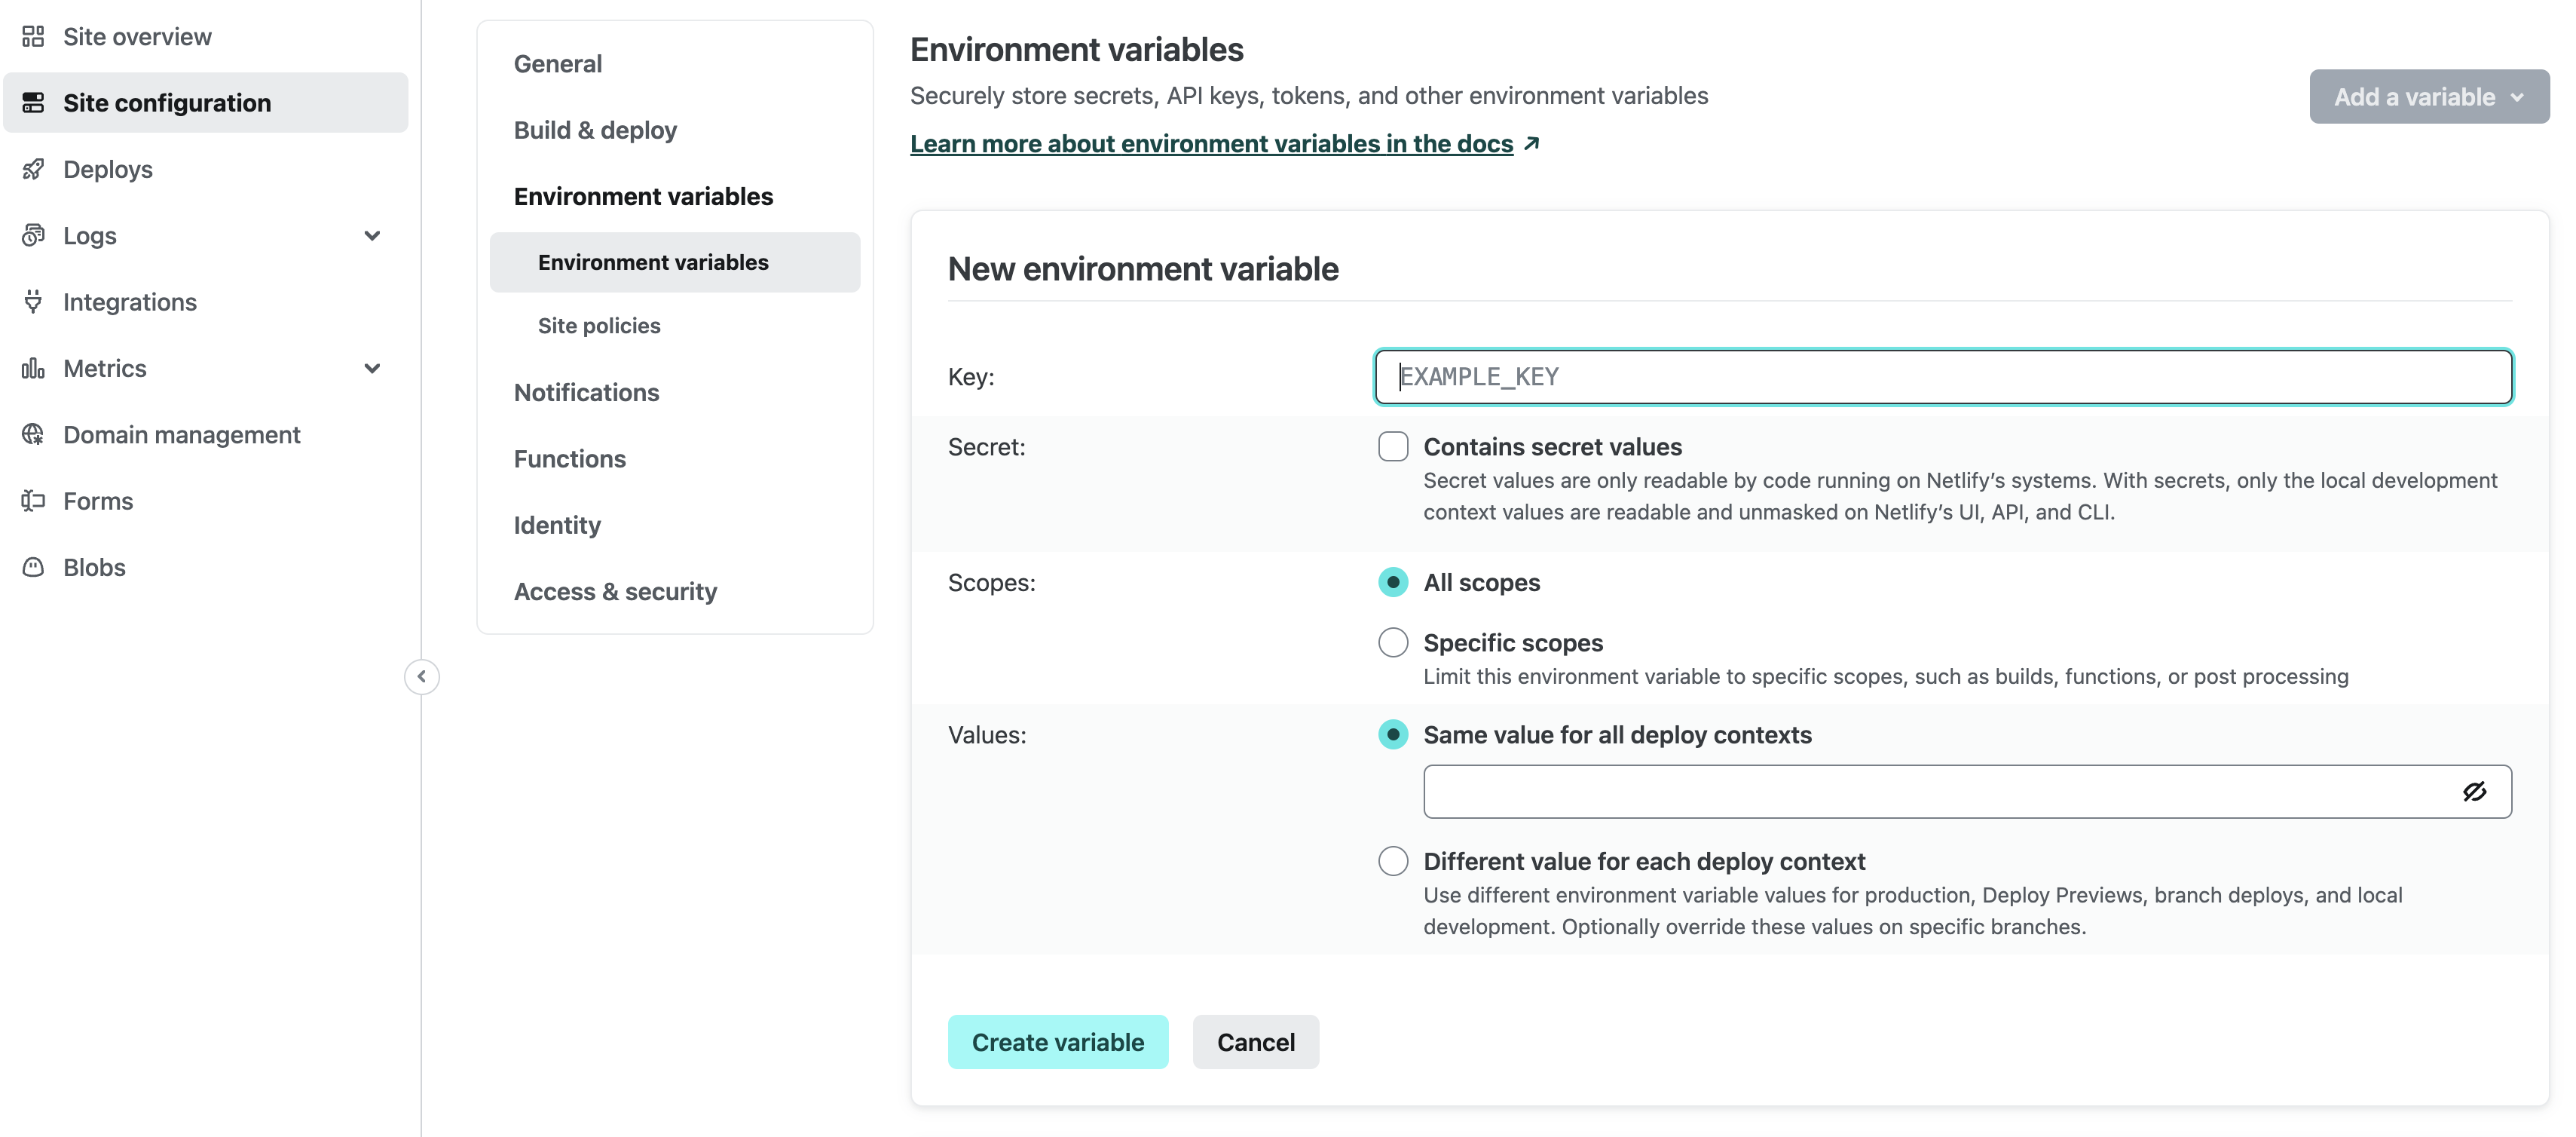 Site overview
Site configuration
Deploys
Logs
Integrations
Metrics
Domain management
Forms
Blobs
General
Build & deploy
Environment variables
Environment variables
Site policies
Notifications
Functions
Identity
Access & security
Environment variables
Securely store secrets, API keys, tokens, and other environment variables
Learn more about environment variables in the docs
Add a variable
New environment variable
Key:
EXAMPLE_KEY
Secret:
Contains secret values
Secret values are only readable by code running on Netlify’s systems. With secrets, only the local development
context values are readable and unmasked on Netlify’s UI, API, and CLI.
Scopes:
All scopes
Specific scopes
Limit this environment variable to specific scopes, such as builds, functions, or post processing
Values:
Same value for all deploy contexts
Different value for each deploy context
Use different environment variable values for production, Deploy Previews, branch deploys, and local
development. Optionally override these values on specific branches.
Create variable
Cancel